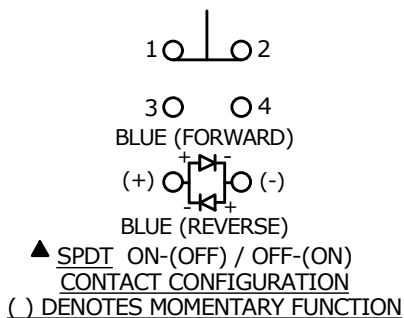 1 2
3 4
BLUE (FORWARD)
+ -
(+) (-)
- +
BLUE (REVERSE)
▲ SPDT ON-(OFF) / OFF-(ON)
CONTACT CONFIGURATION
( ) DENOTES MOMENTARY FUNCTION